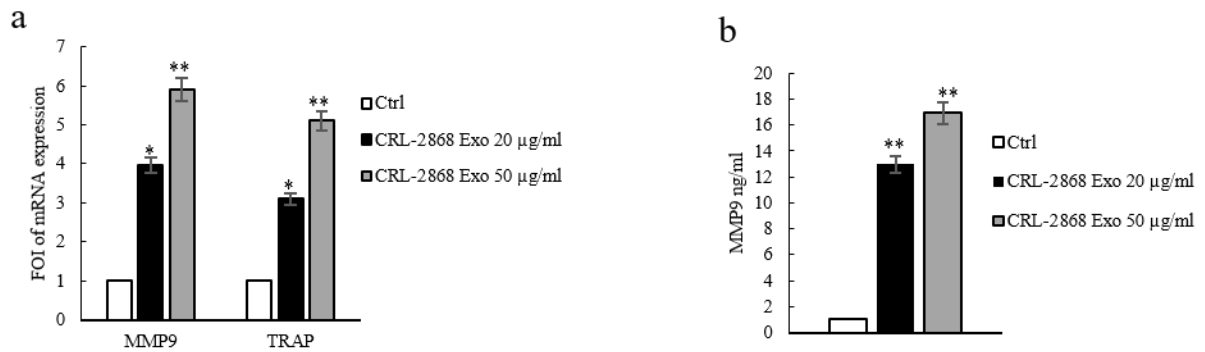 a
7
6
5
4
3
2
1
0
FOI of mRNA expression
**
*
**
*
MMP9
TRAP
Ctrl
CRL-2868 Exo 20 µg/ml
CRL-2868 Exo 50 µg/ml
b
20
18
16
14
12
10
8
6
4
2
0
MMP9 ng/ml
**
**
Ctrl
CRL-2868 Exo 20 µg/ml
CRL-2868 Exo 50 µg/ml